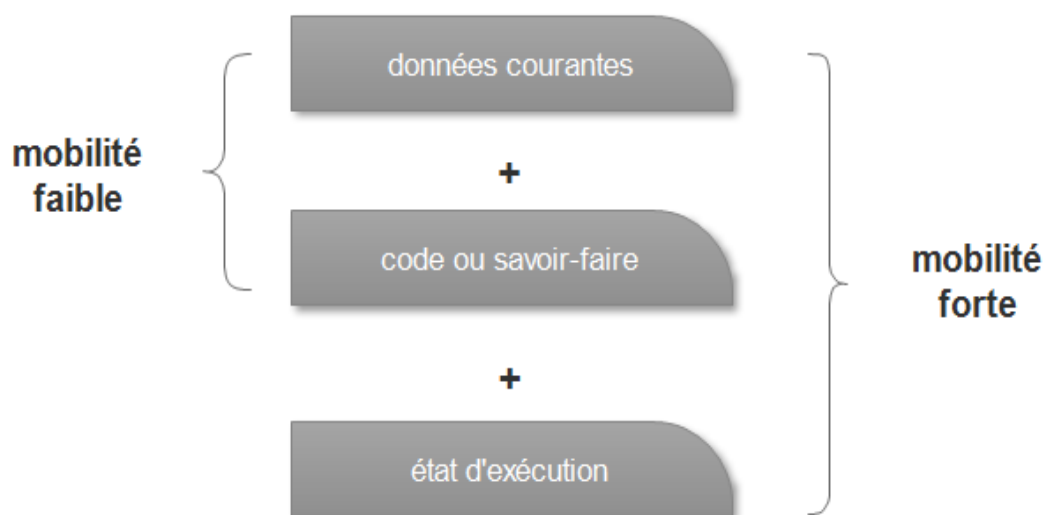 données courantes
mobilité
faible
+
code ou savoir-faire
mobilité
forte
+
état d'exécution